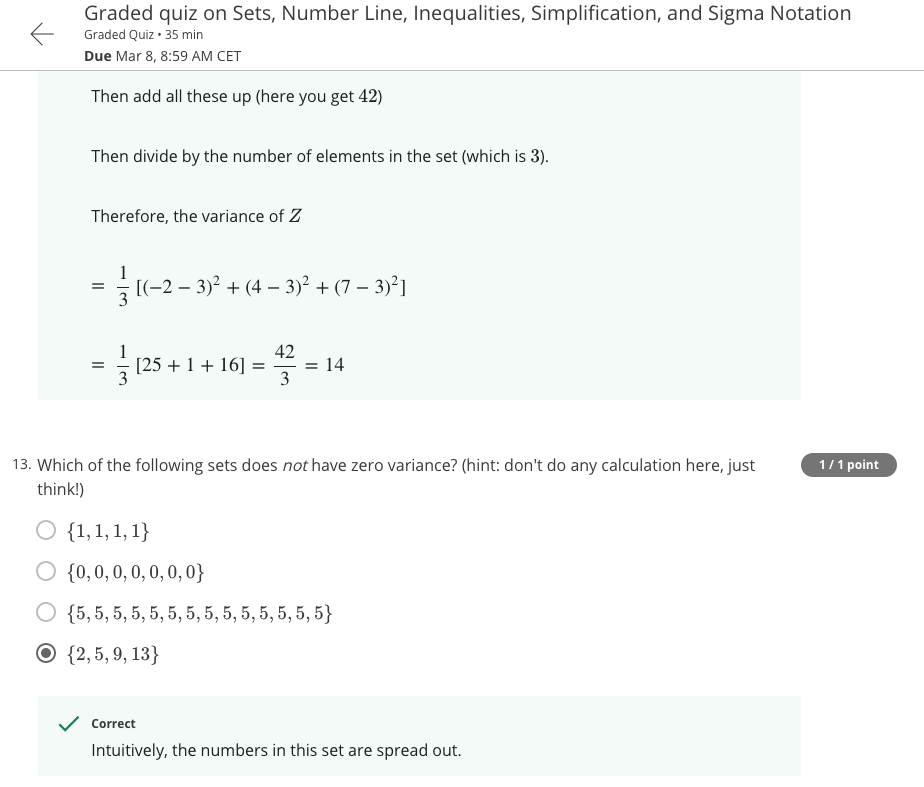 Graded quiz on Sets, Number Line, Inequalities, Simplification, and Sigma Notation
Graded Quiz • 35 min
Due Mar 8, 8:59 AM CET
Then add all these up (here you get 42)
Then divide by the number of elements in the set (which is 3).
Therefore, the variance of Z
= 1/3 [(−2 − 3)² + (4 − 3)² + (7 − 3)²]
= 1/3 [25 + 1 + 16] = 42/3 = 14
13. Which of the following sets does not have zero variance? (hint: don't do any calculation here, just
think!)
1 / 1 point
{1, 1, 1, 1}
{0, 0, 0, 0, 0, 0, 0}
{5, 5, 5, 5, 5, 5, 5, 5, 5, 5, 5, 5, 5, 5}
{2, 5, 9, 13}
Correct
Intuitively, the numbers in this set are spread out.